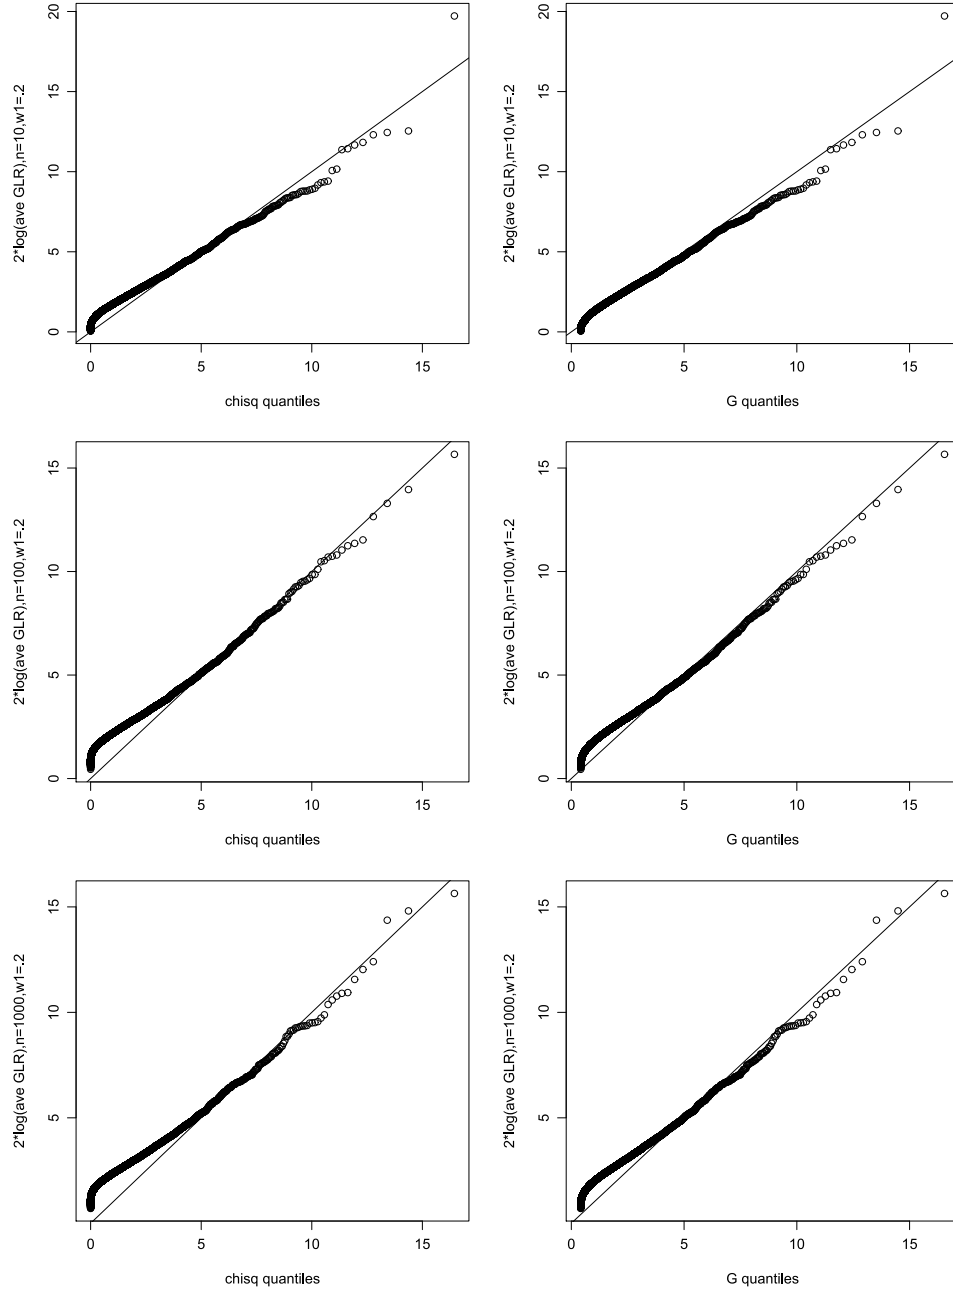 20
15
10
5
0
2*log(ave GLR),n=10,w1=.2
0 5 10 15
chisq quantiles
20
15
10
5
0
2*log(ave GLR),n=10,w1=.2
0 5 10 15
G quantiles
15
10
5
0
2*log(ave GLR),n=100,w1=.2
0 5 10 15
chisq quantiles
15
10
5
0
2*log(ave GLR),n=100,w1=.2
0 5 10 15
G quantiles
15
10
5
2*log(ave GLR),n=1000,w1=.2
0 5 10 15
chisq quantiles
15
10
5
2*log(ave GLR),n=1000,w1=.2
0 5 10 15
G quantiles